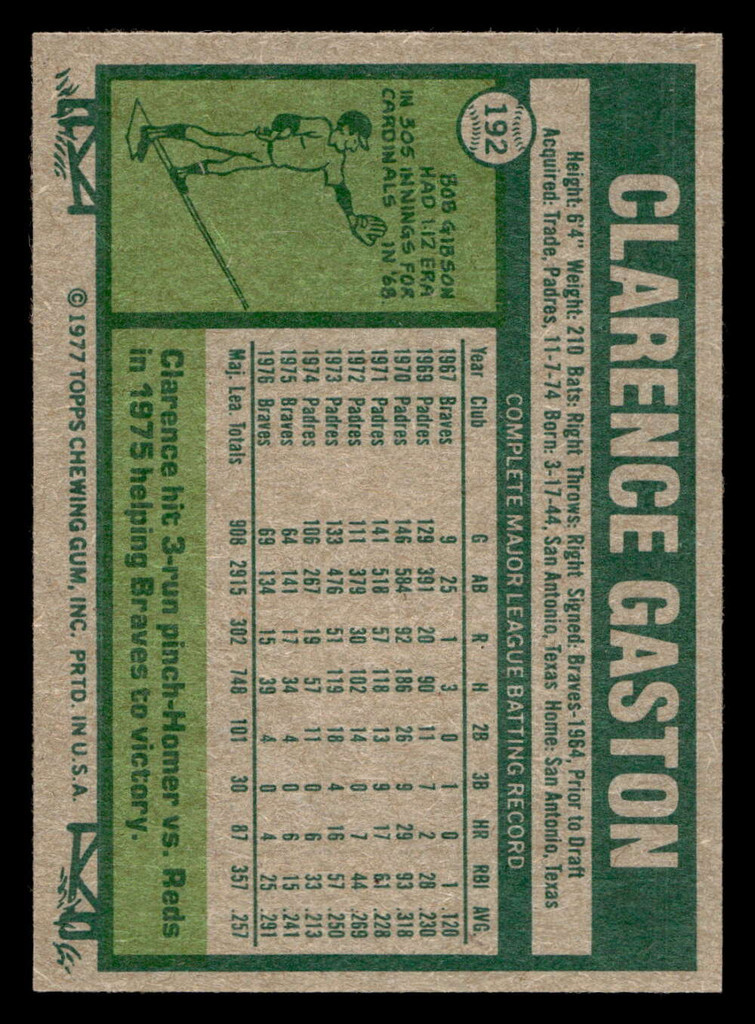 192
CLARENCE GASTON
Height: 6'4" Weight: 210 Bats: Right Throws: Right Signed: Braves-1964, Prior to Draft
Acquired: Trade, Padres, 11-7-74 Born: 3-17-44, San Antonio, Texas Home: San Antonio, Texas
BOB GIBSON
HAD 1.12 ERA
IN 305 INNINGS FOR
CARDINALS IN '68
COMPLETE MAJOR LEAGUE BATTING RECORD
Year Club G AB R H 2B 3B HR RBI AVG.
1967 Braves 9 25 1 3 0 1 0 1 .120
1969 Padres 129 391 20 90 11 7 2 28 .230
1970 Padres 146 584 92 186 26 9 29 93 .318
1971 Padres 141 518 57 118 13 9 17 61 .228
1972 Padres 111 379 30 102 14 0 7 44 .269
1973 Padres 133 476 51 119 18 4 16 57 .250
1974 Padres 106 267 19 57 11 0 6 33 .213
1975 Braves 64 141 17 34 4 0 6 15 .241
1976 Braves 69 134 15 39 4 0 4 25 .291
Maj. Lea. Totals 908 2915 302 748 101 30 87 357 .257
Clarence hit 3-run pinch-Homer vs. Reds
in 1975 helping Braves to victory.
© 1977 TOPPS CHEWING GUM, INC. PRTD. IN U.S.A.